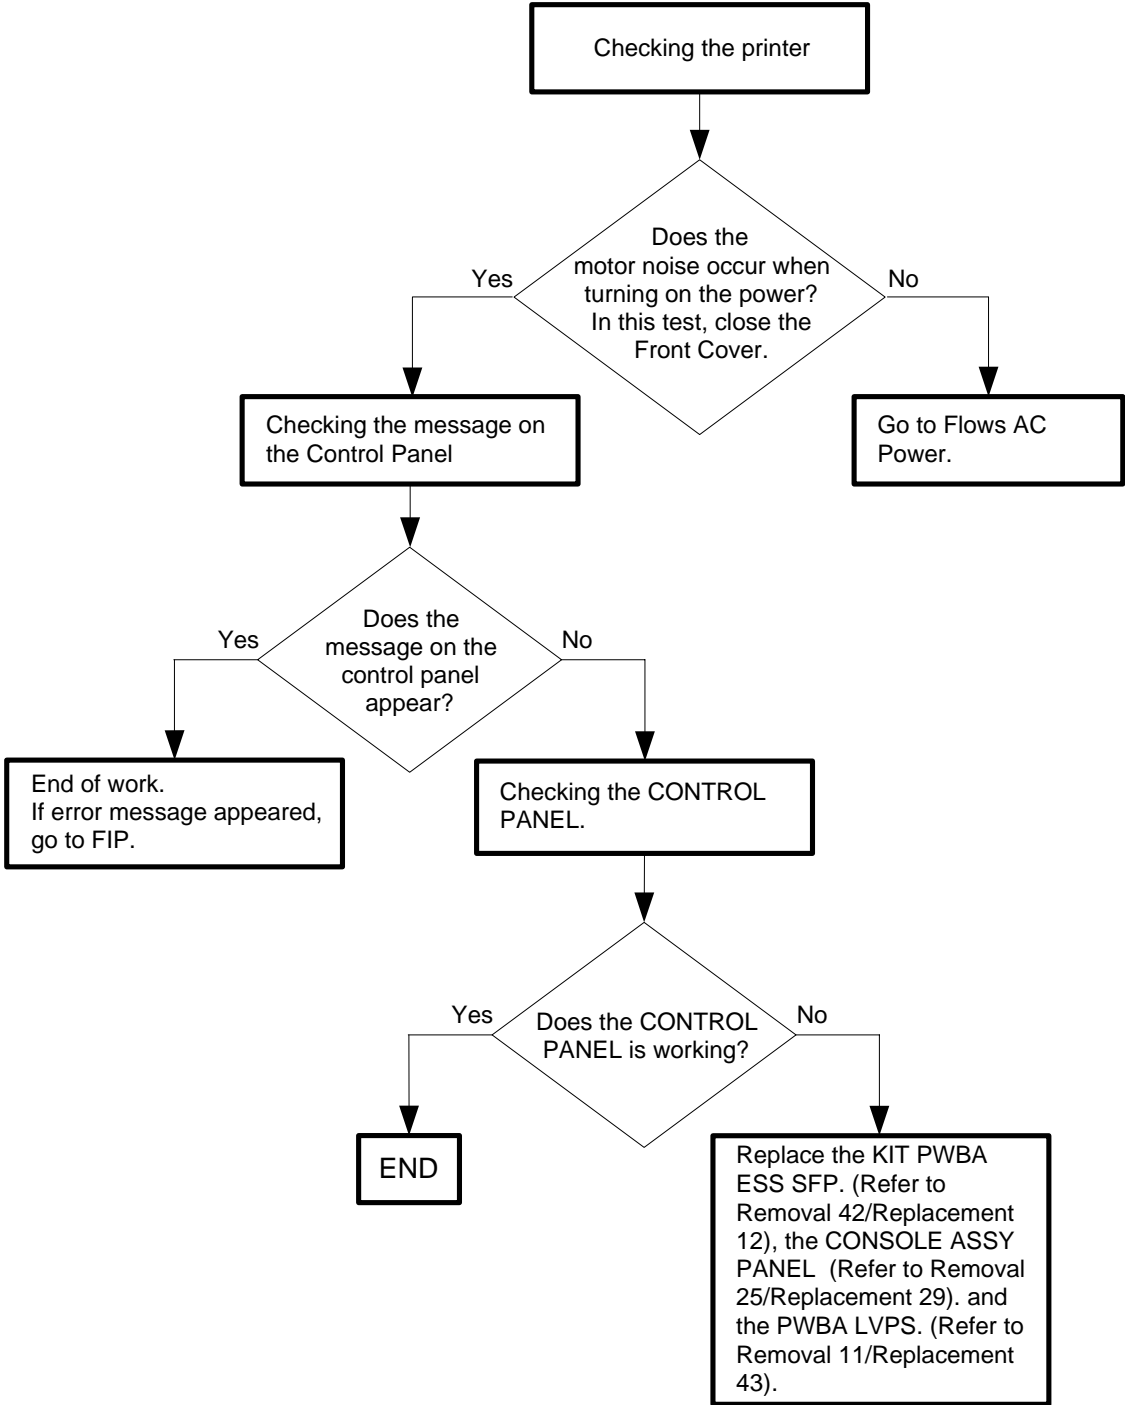 Checking the printer
Does the
motor noise occur when
turning on the power?
In this test, close the
Front Cover.
Yes
No
Checking the message on
the Control Panel
Go to Flows AC
Power.
Does the
message on the
control panel
appear?
Yes
No
End of work.
If error message appeared,
go to FIP.
Checking the CONTROL
PANEL.
Does the CONTROL
PANEL is working?
Yes
No
END
Replace the KIT PWBA
ESS SFP. (Refer to
Removal 42/Replacement
12), the CONSOLE ASSY
PANEL  (Refer to Removal
25/Replacement 29). and
the PWBA LVPS. (Refer to
Removal 11/Replacement
43).